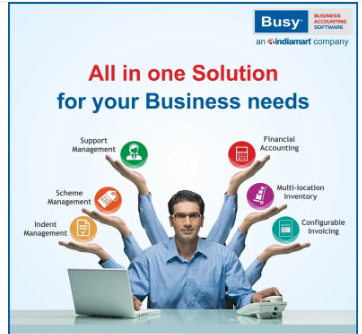 Busy
BUSINESS
ACCOUNTING
SOFTWARE
an indiamart company
All in one Solution
for your Business needs
Support
Management
Financial
Accounting
Scheme
Management
Multi-location
Inventory
Indent
Management
Configurable
Invoicing